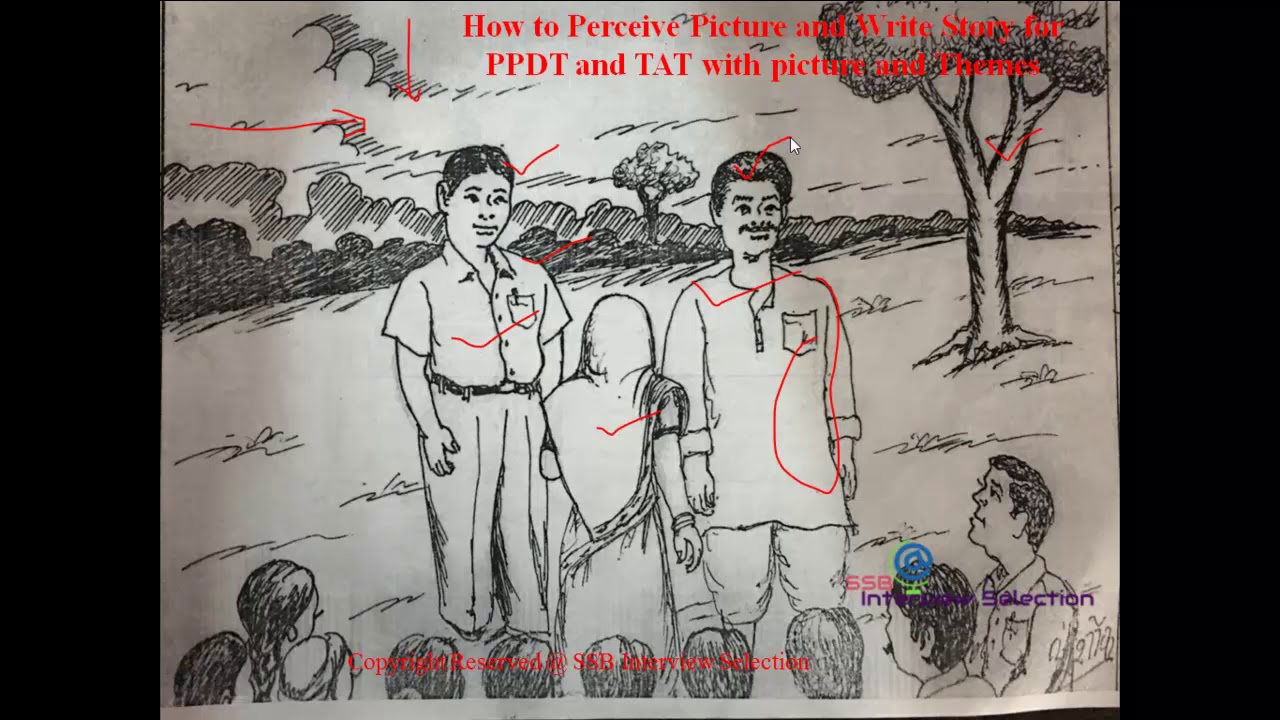 How to Perceive Picture and Write Story for
PPDT and TAT with picture and Themes
SSB
Interview Selection
Copyright Reserved @ SSB Interview Selection